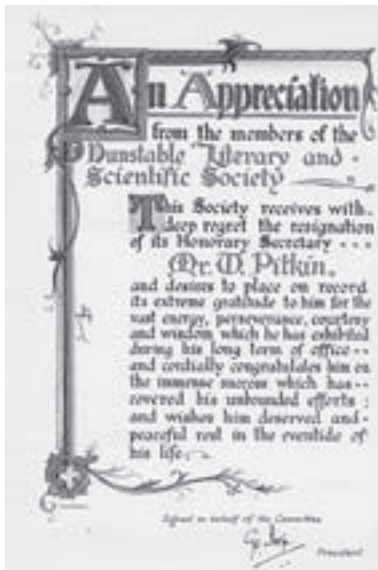 An Appreciation
from the members of the
Dunstable Literary and -
Scientific Society
This Society receives with
deep regret the resignation
of its Honorary Secretary - - -
Mr. W. Pitkin.
and desires to place on record
its extreme gratitude to him for the
vast energy, perseverance, courtesy
and wisdom which he has exhibited
during his long term of office - -
and cordially congratulates him on
the immense success which has - -
covered his unbounded efforts :
and wishes him deserved and -
peaceful rest in the eventide of
his life.
Signed on behalf of the Committee
President